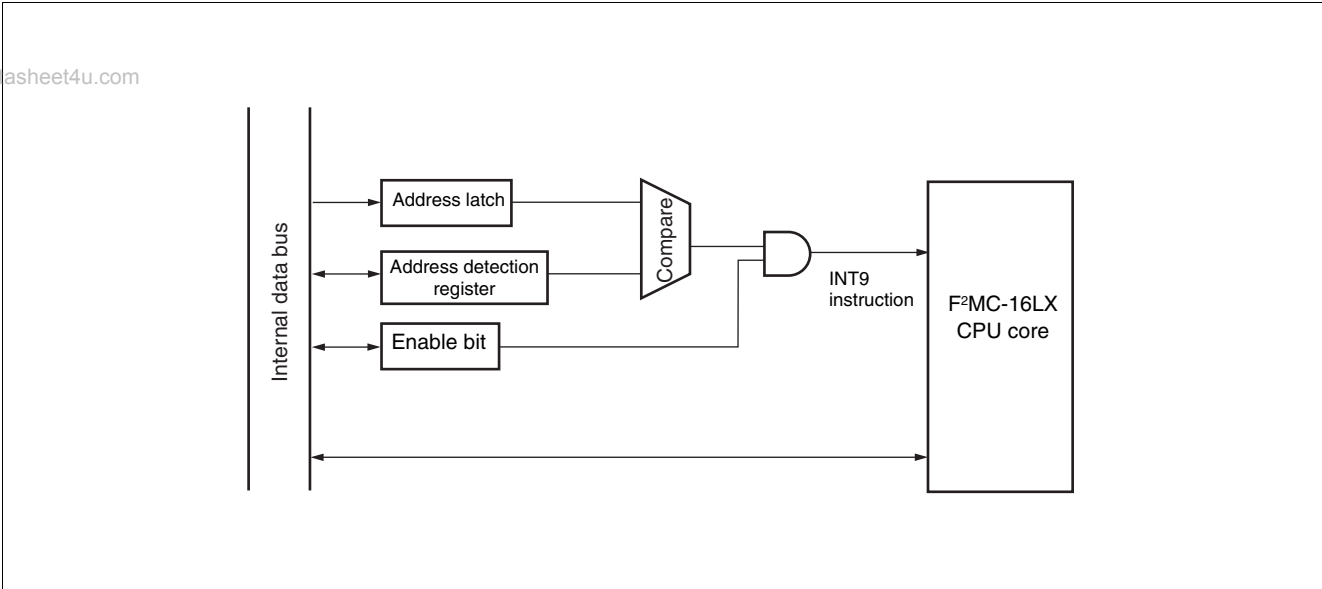 asheet4u.com
Internal data bus
Address latch
Address detection
register
Enable bit
Compare
INT9
instruction
F²MC-16LX
CPU core